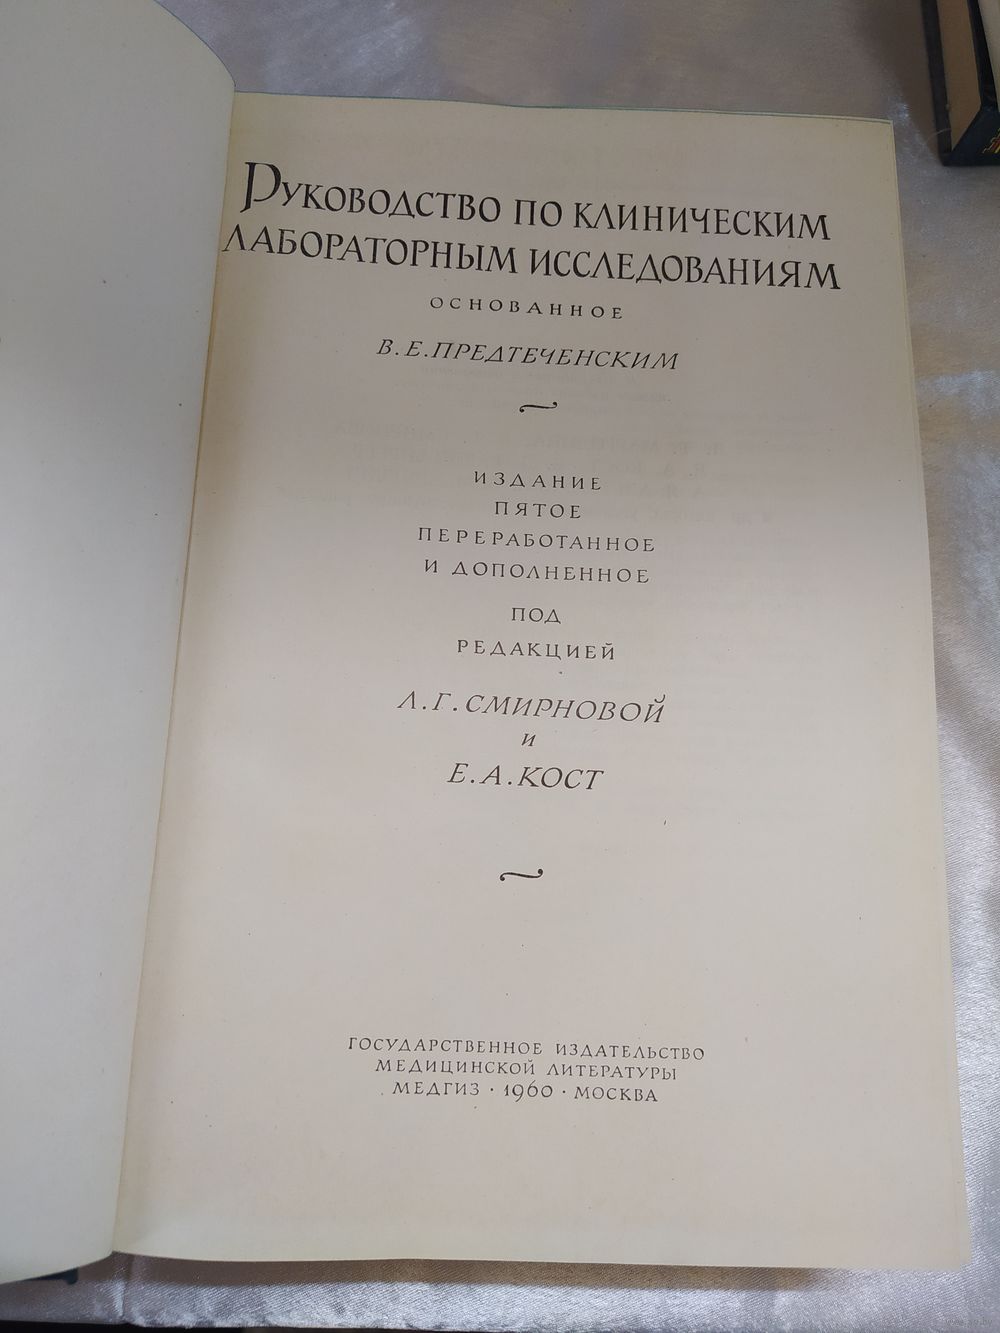 Руководство по клиническим
лабораторным исследованиям
основанное
В. Е. Предтеченским
издание
пятое
переработанное
и дополненное
под
редакцией
Л. Г. Смирновой
и
Е. А. Кост
Государственное издательство
медицинской литературы
Медгиз · 1960 · Москва